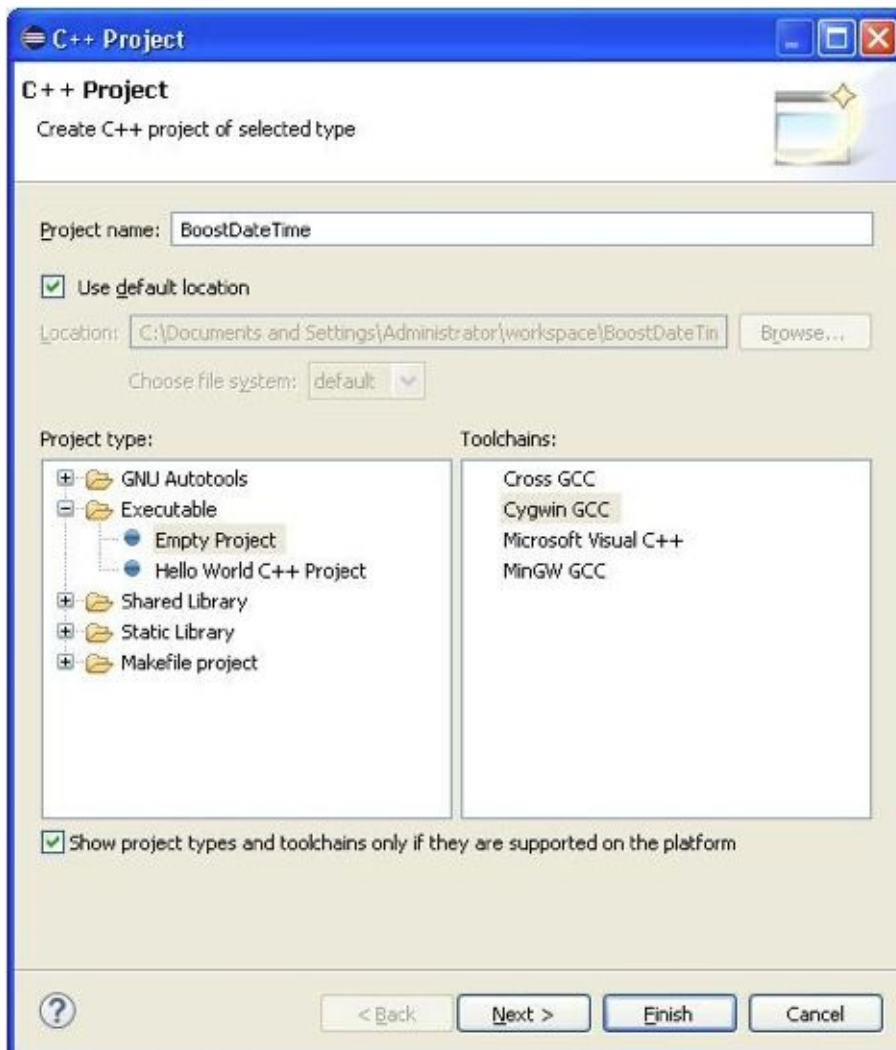 C++ Project
C++ Project
Create C++ project of selected type
Project name: BoostDateTime
Use default location
Location: C:\Documents and Settings\Administrator\workspace\BoostDateTin Browse...
Choose file system: default
Project type: Toolchains:
GNU Autotools
Executable
Empty Project
Hello World C++ Project
Shared Library
Static Library
Makefile project
Cross GCC
Cygwin GCC
Microsoft Visual C++
MinGW GCC
Show project types and toolchains only if they are supported on the platform
? < Back Next > Finish Cancel